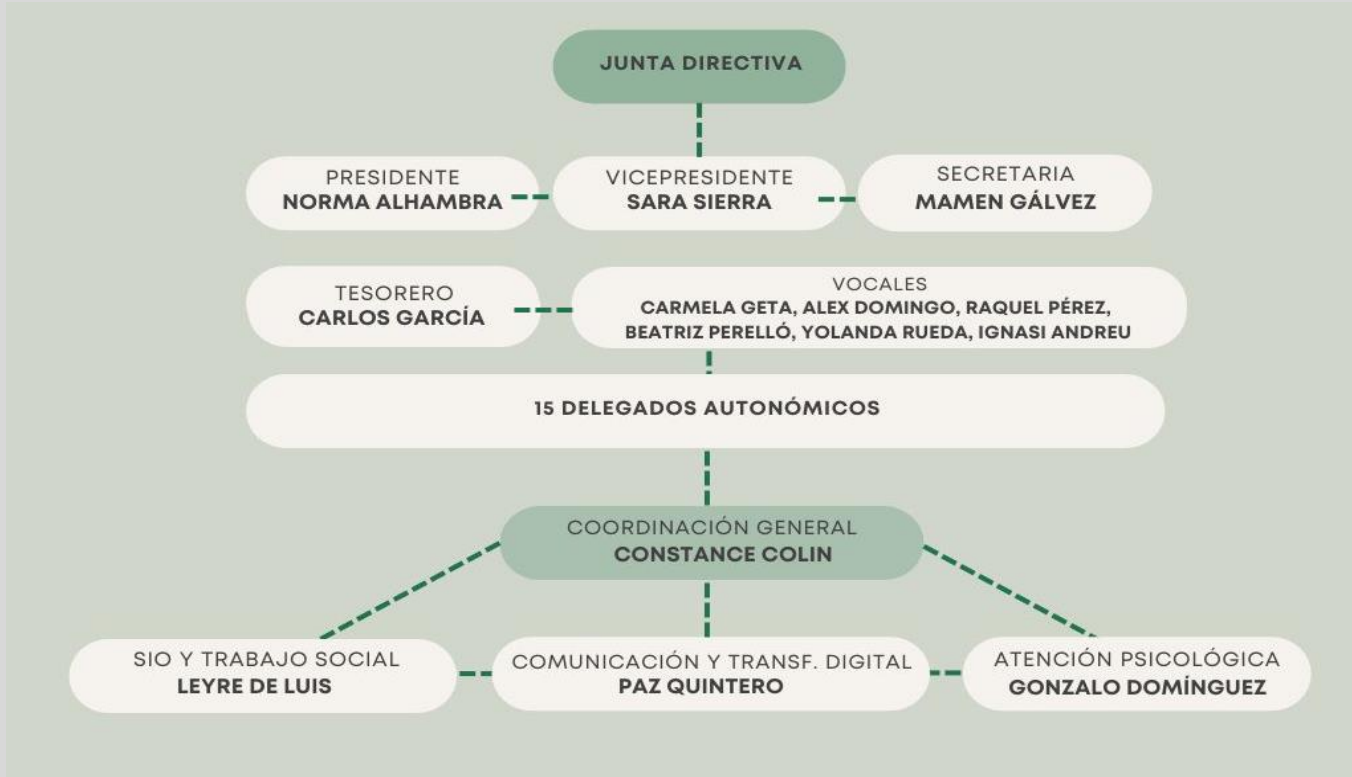 JUNTA DIRECTIVA
PRESIDENTE
NORMA ALHAMBRA
VICEPRESIDENTE
SARA SIERRA
SECRETARIA
MAMEN GÁLVEZ
TESORERO
CARLOS GARCÍA
VOCALES
CARMELA GETA, ALEX DOMINGO, RAQUEL PÉREZ,
BEATRIZ PERELLÓ, YOLANDA RUEDA, IGNASI ANDREU
15 DELEGADOS AUTONÓMICOS
COORDINACIÓN GENERAL
CONSTANCE COLIN
SIO Y TRABAJO SOCIAL
LEYRE DE LUIS
COMUNICACIÓN Y TRANSF. DIGITAL
PAZ QUINTERO
ATENCIÓN PSICOLÓGICA
GONZALO DOMÍNGUEZ